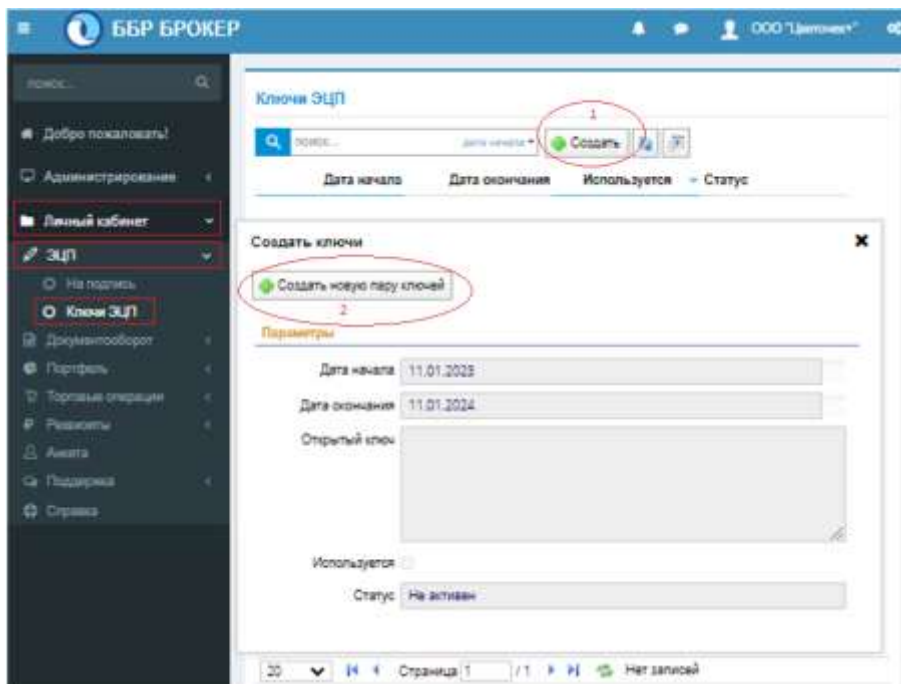 ББР БРОКЕР
ООО "Цветочек+"
поиск...
Добро пожаловать!
Администрирование
Личный кабинет
ЭЦП
На подпись
Ключи ЭЦП
Документооборот
Портфель
Торговые операции
Реквизиты
Анкета
Поддержка
Справка
Ключи ЭЦП
1
поиск... дата начала Создать
Дата начала Дата окончания Используется Статус
Создать ключи
Создать новую пару ключей
2
Параметры
Дата начала 11.01.2023
Дата окончания 11.01.2024
Открытый ключ
Используется
Статус Не активен
20 Страница 1 / 1 Нет записей